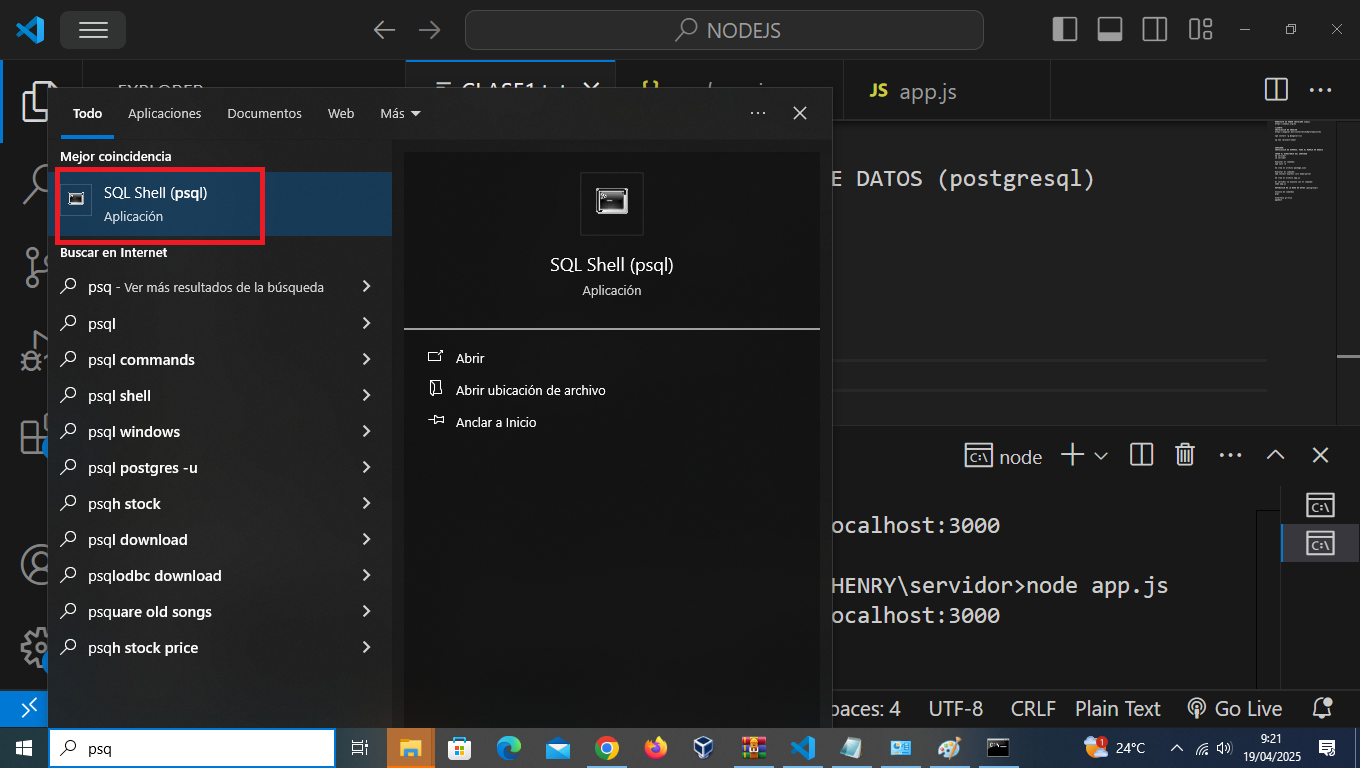 NODEJS
EXPLORER
CLASE1.txt
JS app.js
Todo Aplicaciones Documentos Web Más
Mejor coincidencia
SQL Shell (psql)
Aplicación
Buscar en Internet
psq - Ver más resultados de la búsqueda
psql
psql commands
psql shell
psql windows
psql postgres -u
psqh stock
psql download
psqlodbc download
psquare old songs
psqh stock price
SQL Shell (psql)
Aplicación
Abrir
Abrir ubicación de archivo
Anclar a Inicio
E DATOS (postgresql)
node
ocalhost:3000
HENRY\servidor>node app.js
ocalhost:3000
paces: 4 UTF-8 CRLF Plain Text Go Live
psq
1
24°C
9:21
19/04/2025